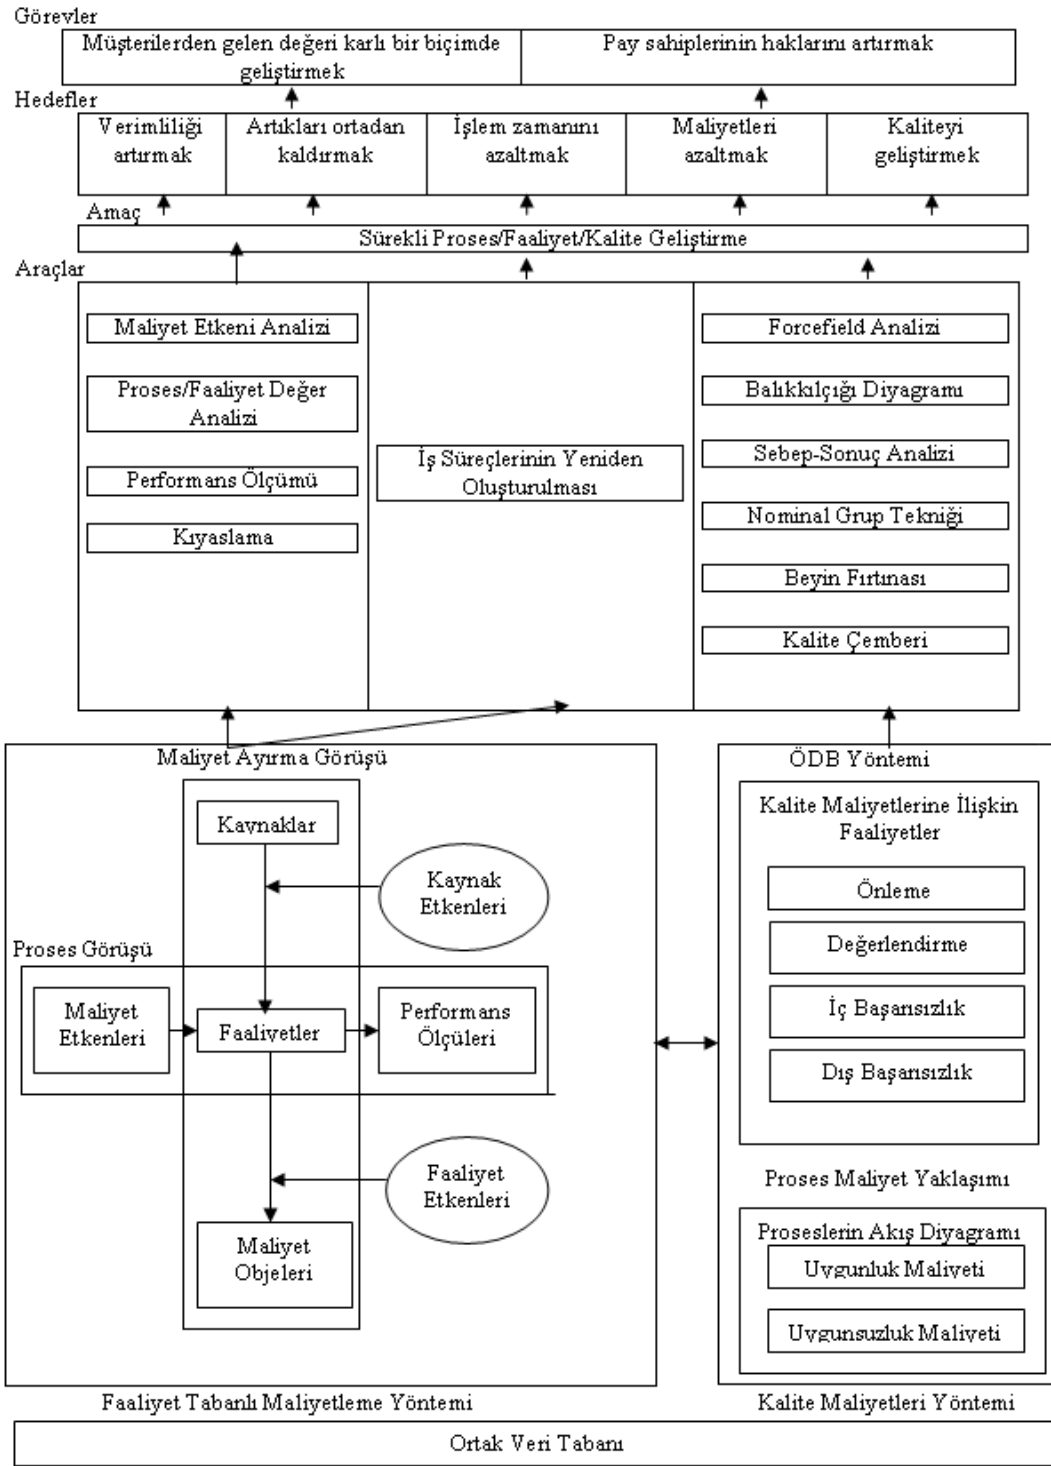 Görevler
Müşterilerden gelen değeri karlı bir biçimde
geliştirmek
Pay sahiplerinin haklarını artırmak
Hedefler
Verimliliği
artırmak
Artıkları ortadan
kaldırmak
İşlem zamanını
azaltmak
Maliyetleri
azaltmak
Kaliteyi
geliştirmek
Amaç
Sürekli Proses/Faaliyet/Kalite Geliştirme
Araçlar
Maliyet Etkeni Analizi
Proses/Faaliyet Değer
Analizi
Performans Ölçümü
Kıyaslama
İş Süreçlerinin Yeniden
Oluşturulması
Forcefield Analizi
Balıkkılçığı Diyagramı
Sebep-Sonuç Analizi
Nominal Grup Tekniği
Beyin Fırtınası
Kalite Çemberi
Maliyet Ayırma Görüşü
Kaynaklar
Kaynak
Etkenleri
Proses Görüşü
Maliyet
Etkenleri
Faaliyetler
Performans
Ölçüleri
Faaliyet
Etkenleri
Maliyet
Objeleri
Faaliyet Tabanlı Maliyetleme Yöntemi
ÖDB Yöntemi
Kalite Maliyetlerine İlişkin
Faaliyetler
Önleme
Değerlendirme
İç Başarısızlık
Dış Başarısızlık
Proses Maliyet Yaklaşımı
Proseslerin Akış Diyagramı
Uygunluk Maliyeti
Uygunsuzluk Maliyeti
Kalite Maliyetleri Yöntemi
Ortak Veri Tabanı